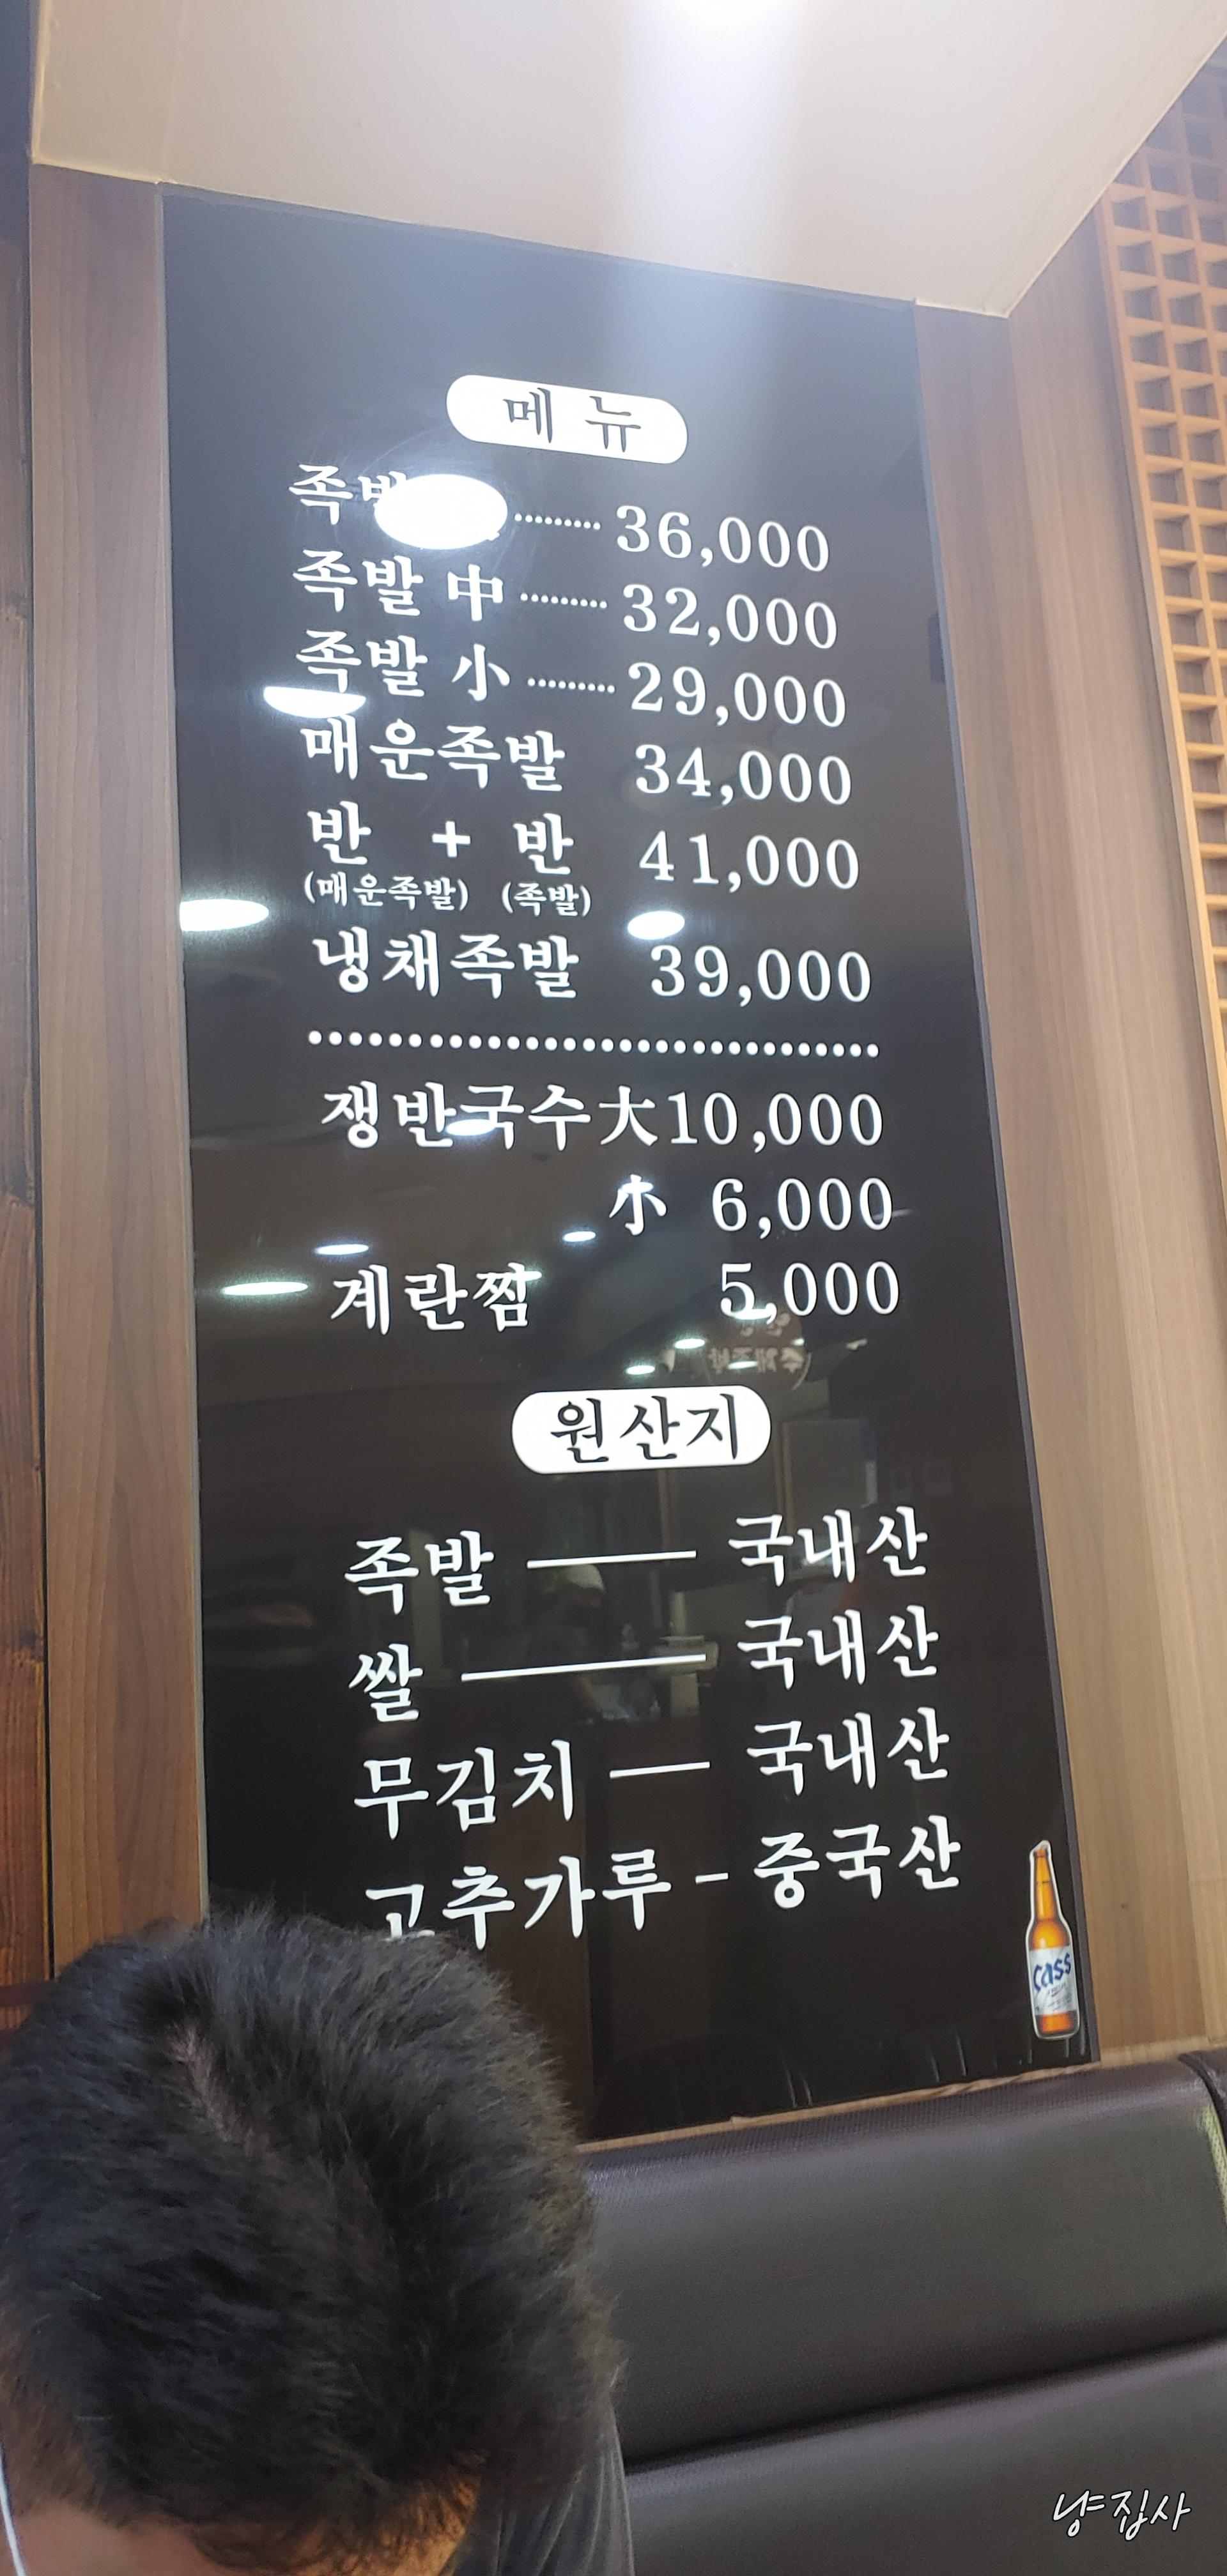 메뉴
족발 ········· 36,000
족발 中 ········· 32,000
족발 小 ········· 29,000
매운족발 34,000
반 + 반 41,000
(매운족발) (족발)
냉채족발 39,000
쟁반국수 大 10,000
小 6,000
계란찜 5,000
원산지
족발 ─── 국내산
쌀 ───── 국내산
무김치 ── 국내산
고추가루 - 중국산
Cass
냥집사